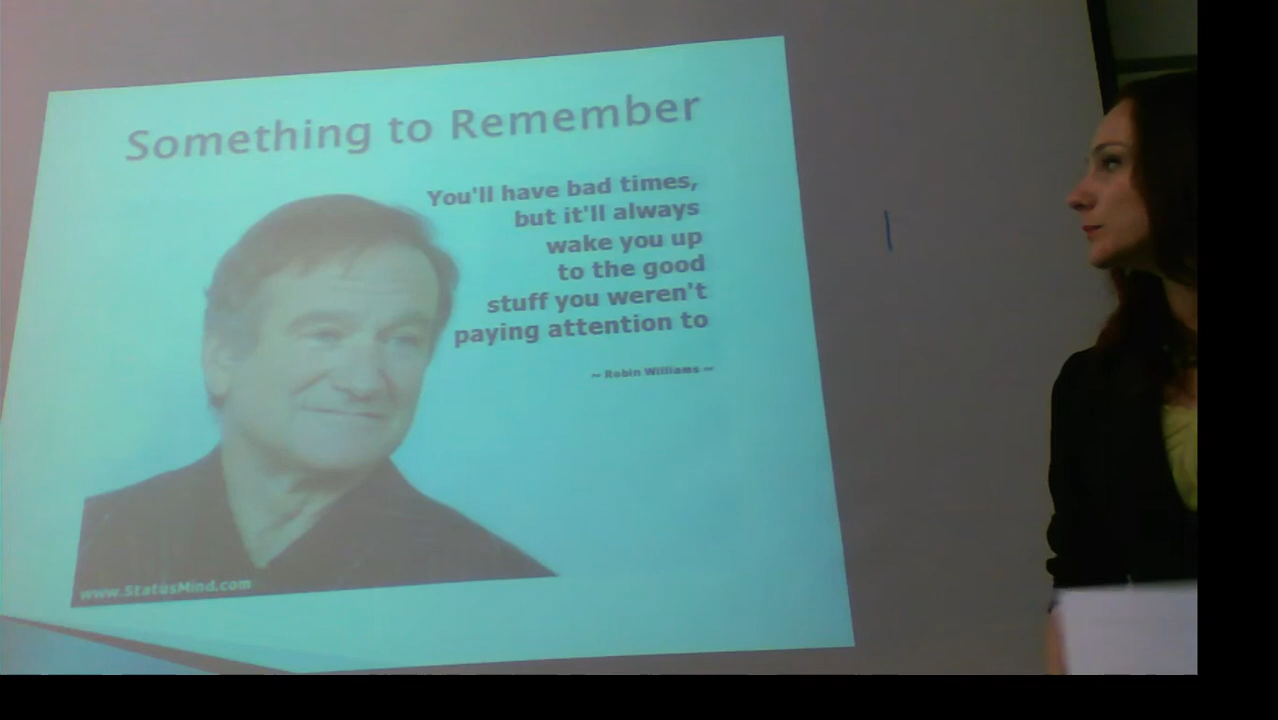 Something to Remember
You'll have bad times,
but it'll always
wake you up
to the good
stuff you weren't
paying attention to
~ Robin Williams ~
www.StatusMind.com